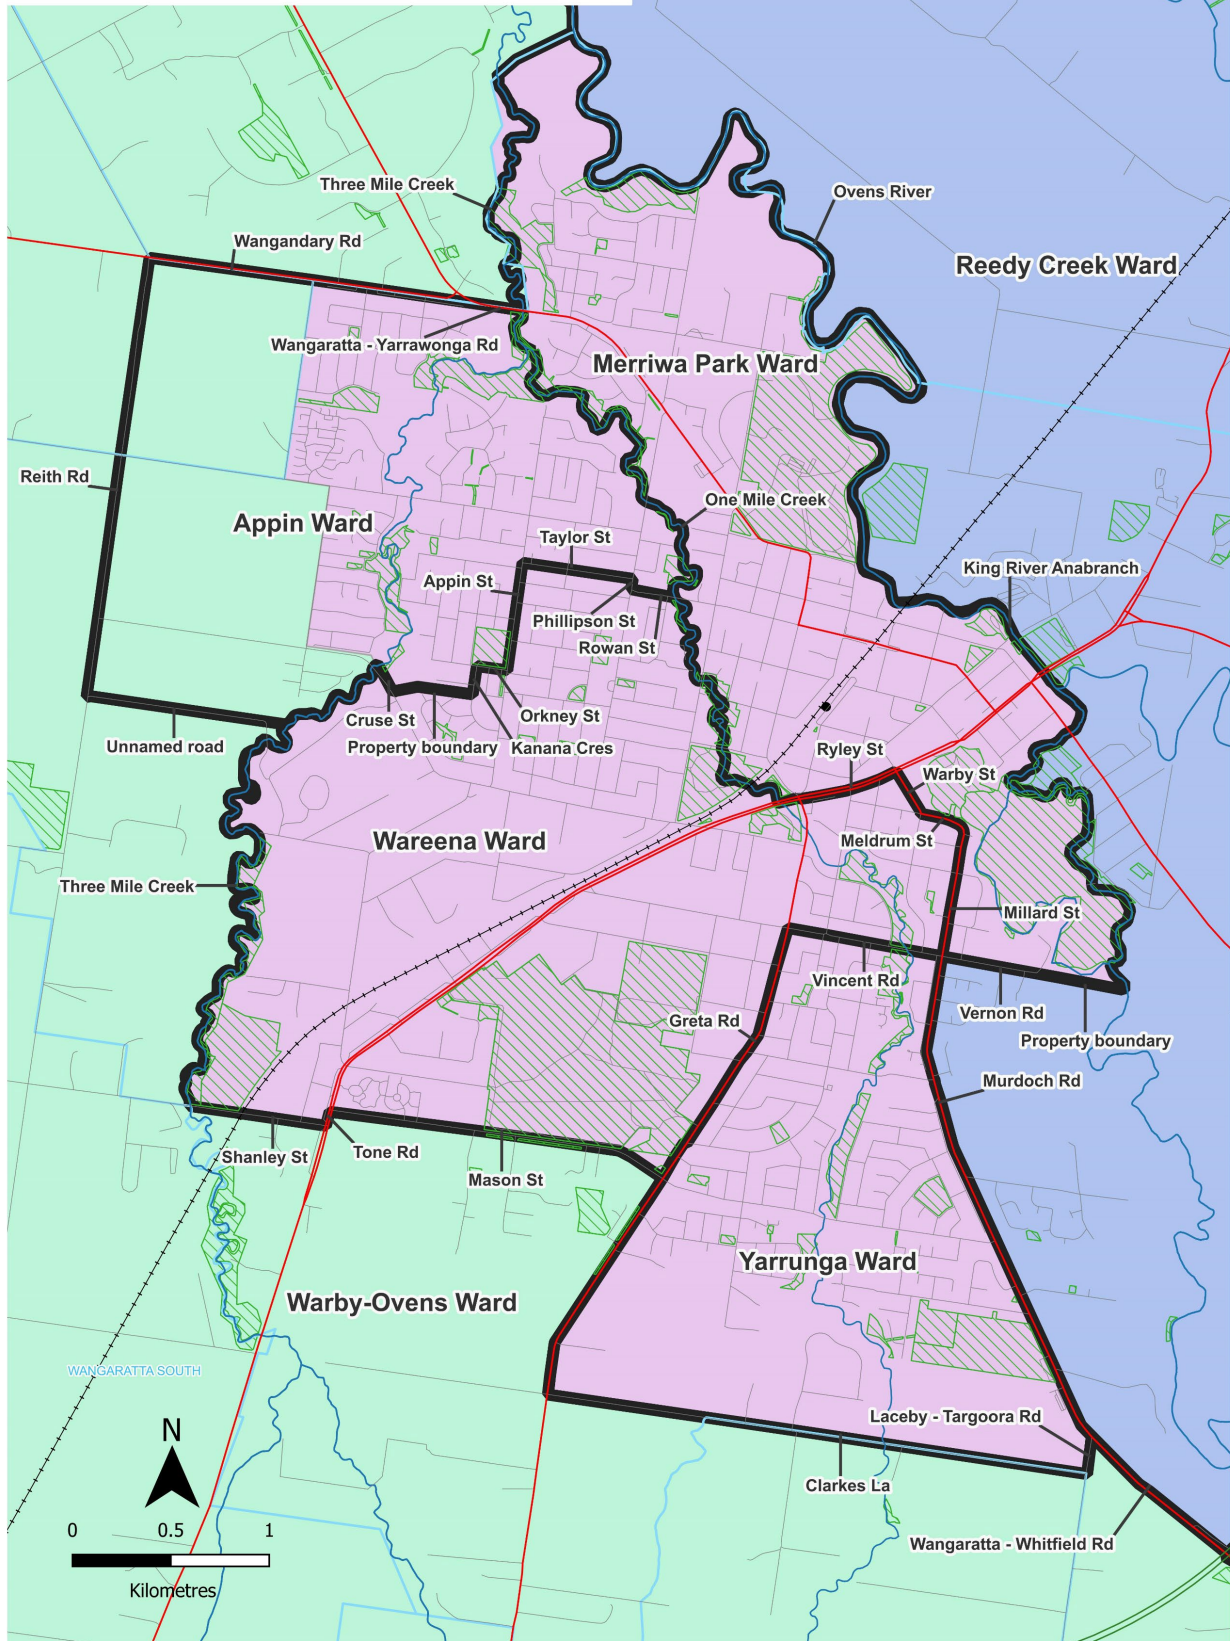 Three Mile Creek
Ovens River
Wangandary Rd
Reedy Creek Ward
Wangaratta - Yarrawonga Rd
Merriwa Park Ward
Reith Rd
One Mile Creek
Appin Ward
Taylor St
King River Anabranch
Appin St
Phillipson St
Rowan St
Cruse St
Orkney St
Unnamed road
Property boundary
Kanana Cres
Ryley St
Warby St
Wareena Ward
Meldrum St
Three Mile Creek
Millard St
Vincent Rd
Vernon Rd
Greta Rd
Property boundary
Murdoch Rd
Shanley St
Tone Rd
Mason St
Yarrunga Ward
Warby-Ovens Ward
WANGARATTA SOUTH
Laceby - Targoora Rd
N
Clarkes La
0 0.5 1
Wangaratta - Whitfield Rd
Kilometres